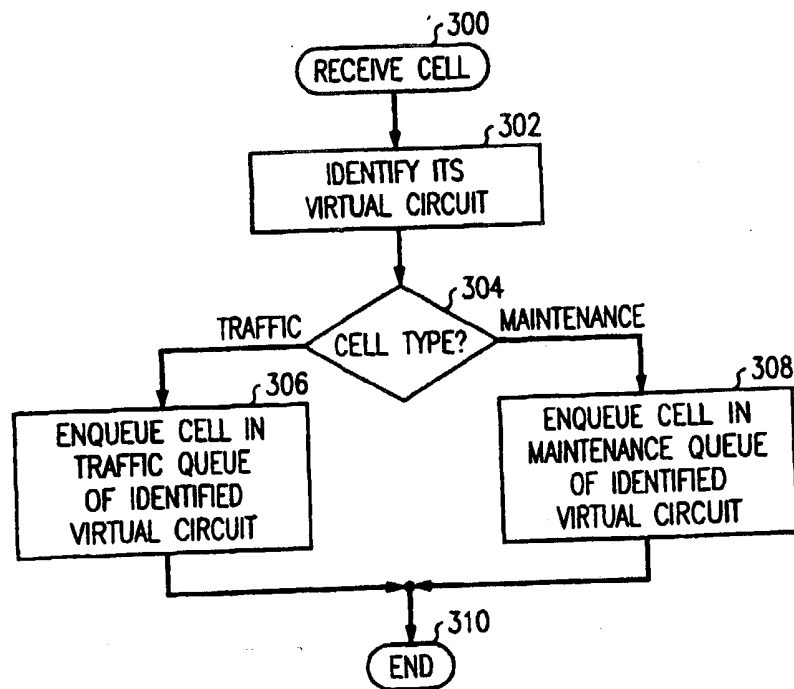 300
RECEIVE CELL
302
IDENTIFY ITS
VIRTUAL CIRCUIT
304
TRAFFIC
CELL TYPE?
MAINTENANCE
306
ENQUEUE CELL IN
TRAFFIC QUEUE
OF IDENTIFIED
VIRTUAL CIRCUIT
308
ENQUEUE CELL IN
MAINTENANCE QUEUE
OF IDENTIFIED
VIRTUAL CIRCUIT
310
END